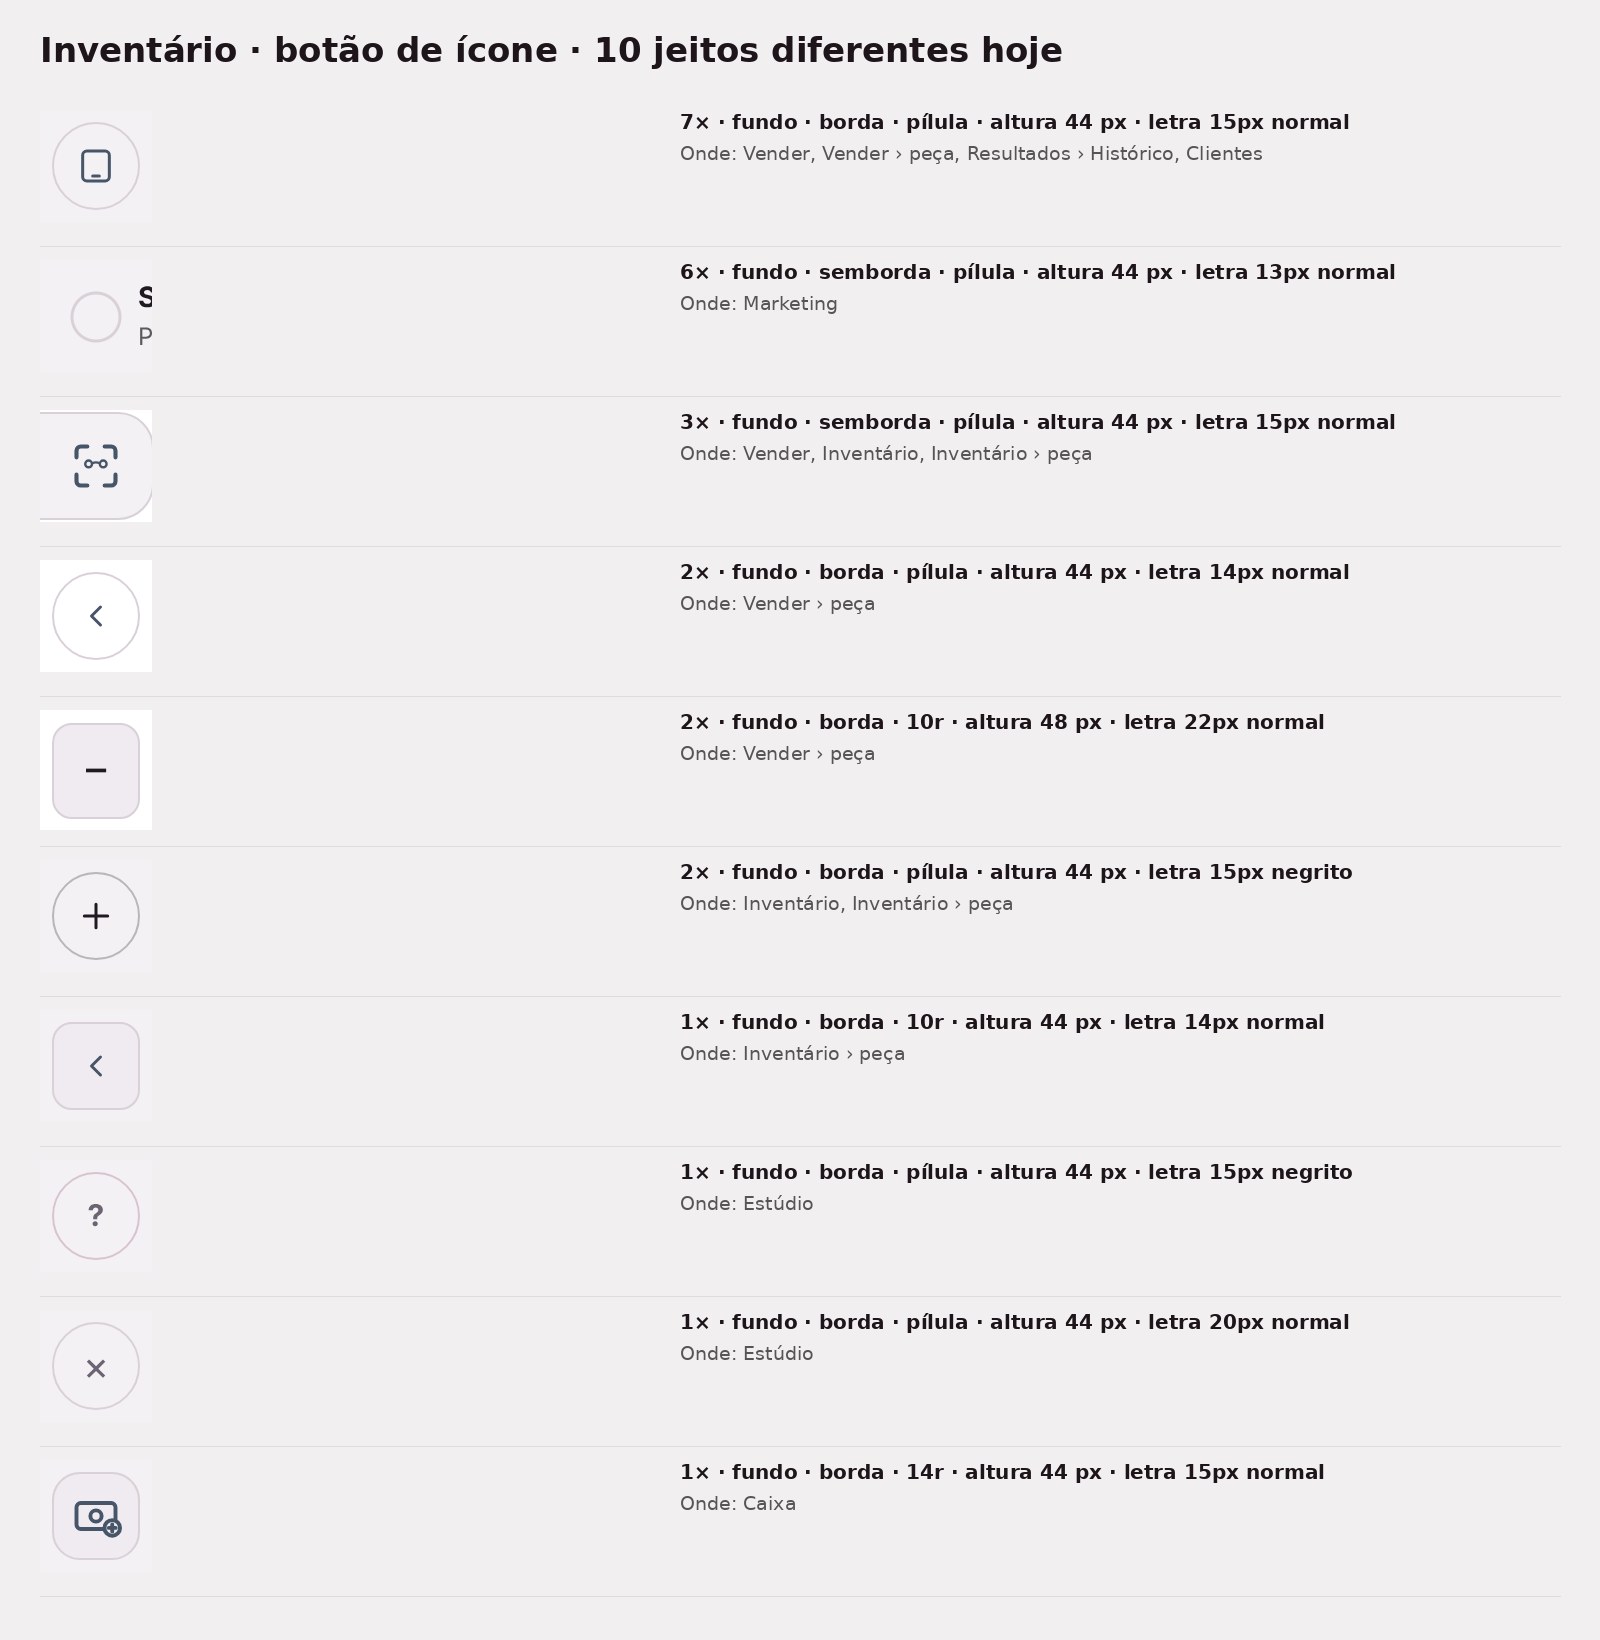 Inventário · botão de ícone · 10 jeitos diferentes hoje
7× · fundo · borda · pílula · altura 44 px · letra 15px normal
Onde: Vender, Vender › peça, Resultados › Histórico, Clientes
S
P
6× · fundo · semborda · pílula · altura 44 px · letra 13px normal
Onde: Marketing
3× · fundo · semborda · pílula · altura 44 px · letra 15px normal
Onde: Vender, Inventário, Inventário › peça
2× · fundo · borda · pílula · altura 44 px · letra 14px normal
Onde: Vender › peça
−
2× · fundo · borda · 10r · altura 48 px · letra 22px normal
Onde: Vender › peça
2× · fundo · borda · pílula · altura 44 px · letra 15px negrito
Onde: Inventário, Inventário › peça
1× · fundo · borda · 10r · altura 44 px · letra 14px normal
Onde: Inventário › peça
?
1× · fundo · borda · pílula · altura 44 px · letra 15px negrito
Onde: Estúdio
×
1× · fundo · borda · pílula · altura 44 px · letra 20px normal
Onde: Estúdio
1× · fundo · borda · 14r · altura 44 px · letra 15px normal
Onde: Caixa